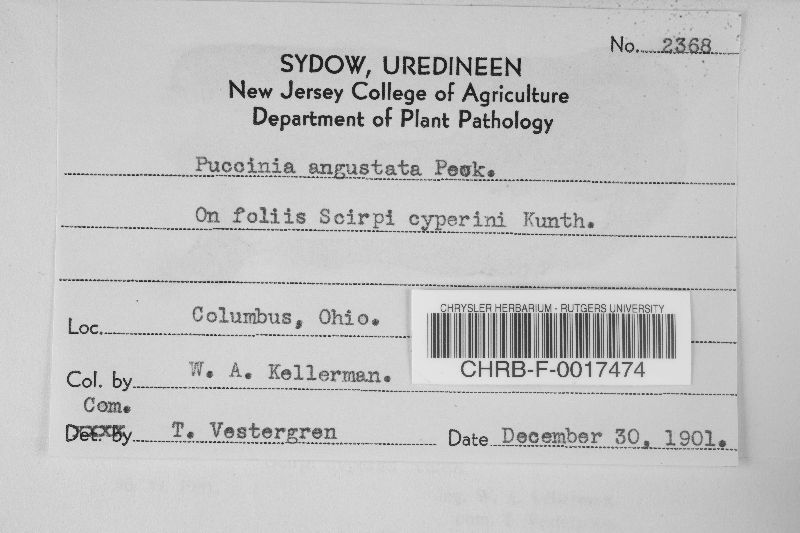 No. 2368
SYDOW, UREDINEEN
New Jersey College of Agriculture
Department of Plant Pathology
Puccinia angustata Peck.
On foliis Scirpi cyperini Kunth.
Loc. Columbus, Ohio.
CHRYSLER HERBARIUM - RUTGERS UNIVERSITY
CHRB-F-0017474
Col. by W. A. Kellerman.
Com.
Det. by T. Vestergren Date December 30, 1901.